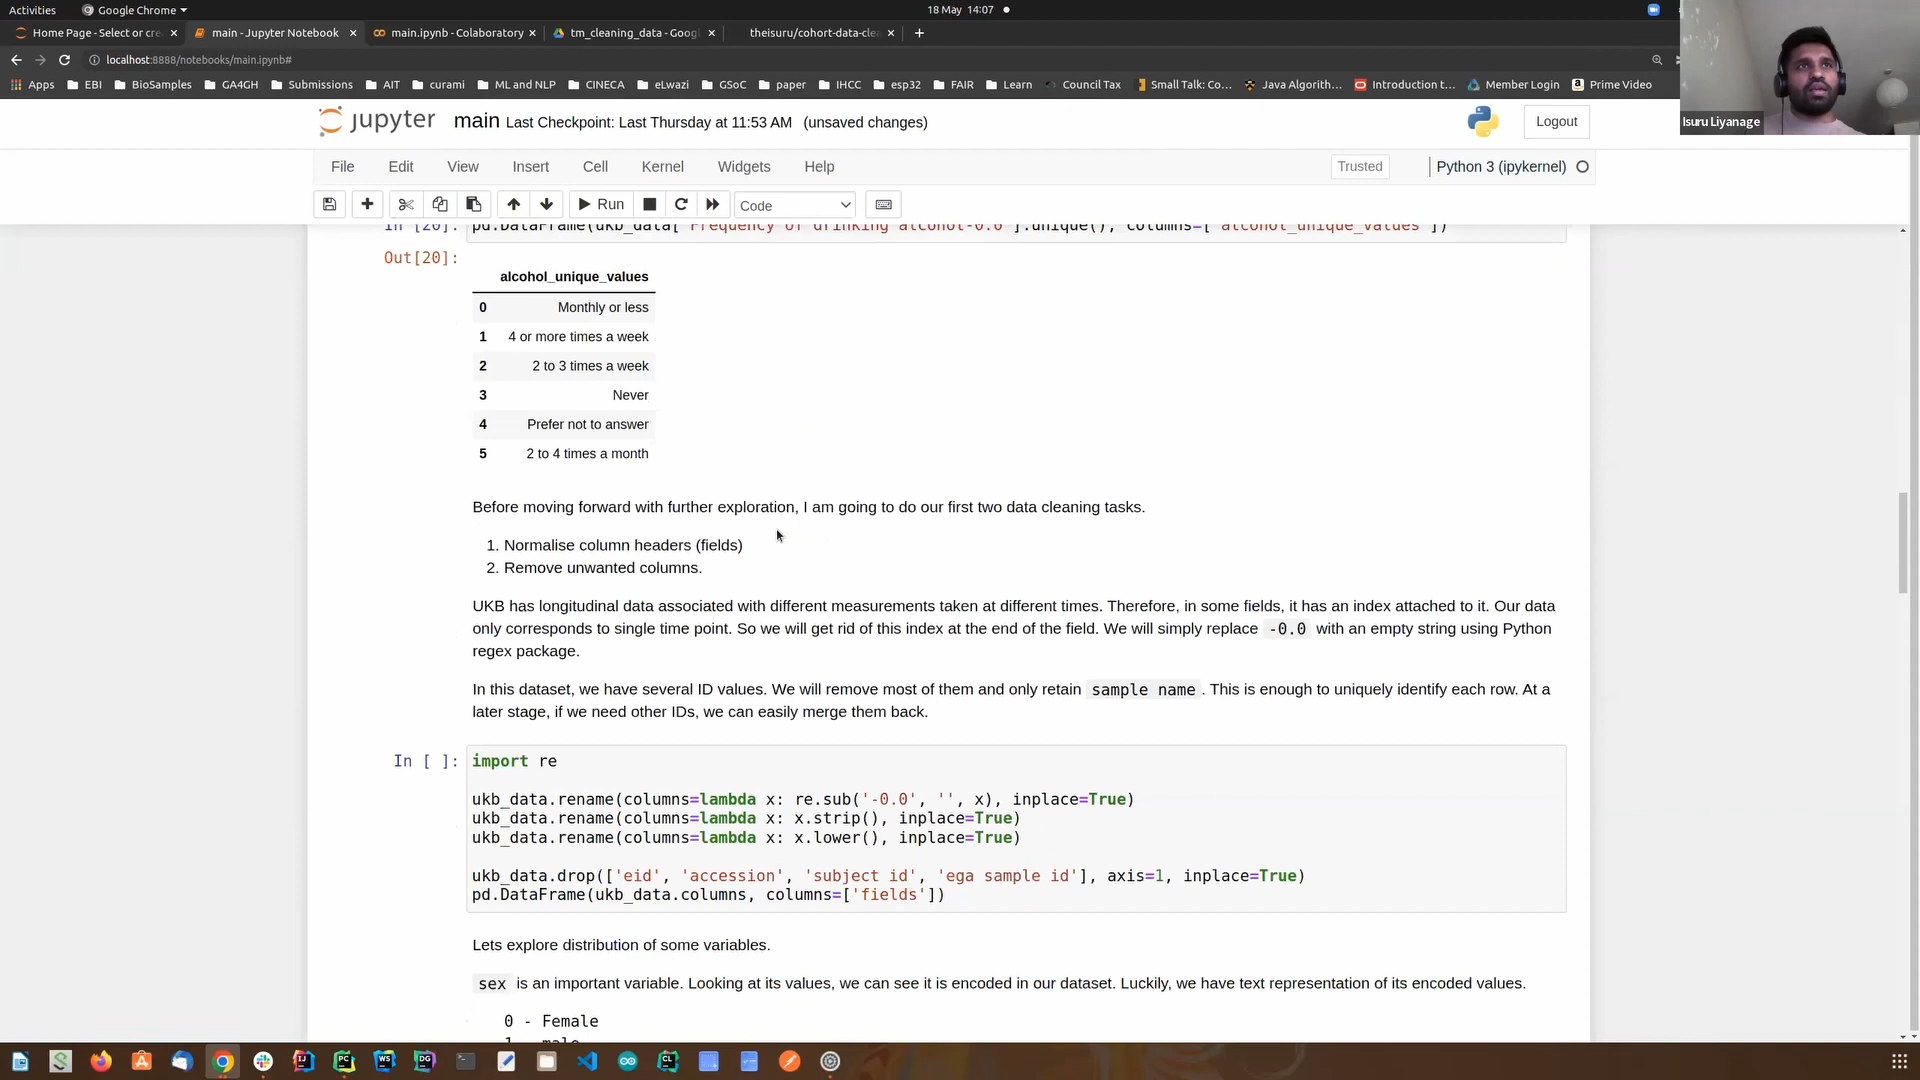 Activities
Google Chrome
18 May 14:07
Home Page - Select or cre
main - Jupyter Notebook
main.ipynb - Colaboratory
tm_cleaning_data - Goog
theisuru/cohort-data-cle
localhost:8888/notebooks/main.ipynb#
Apps EBI BioSamples GA4GH Submissions AIT curami ML and NLP CINECA eLwazi GSoC paper IHCC esp32 FAIR Learn Council Tax Small Talk: Co... Java Algorith... Introduction t... Member Login Prime Video
Isuru Liyanage
jupyter main Last Checkpoint: Last Thursday at 11:53 AM (unsaved changes)
Logout
File Edit View Insert Cell Kernel Widgets Help
Trusted
Python 3 (ipykernel)
Run
Code
In [20]: pd.DataFrame(ukb_data['Frequency of drinking alcohol-0.0'].unique(), columns=['alcohol_unique_values'])
Out[20]:
alcohol_unique_values
0 Monthly or less
1 4 or more times a week
2 2 to 3 times a week
3 Never
4 Prefer not to answer
5 2 to 4 times a month
Before moving forward with further exploration, I am going to do our first two data cleaning tasks.
1. Normalise column headers (fields)
2. Remove unwanted columns.
UKB has longitudinal data associated with different measurements taken at different times. Therefore, in some fields, it has an index attached to it. Our data
only corresponds to single time point. So we will get rid of this index at the end of the field. We will simply replace -0.0 with an empty string using Python
regex package.
In this dataset, we have several ID values. We will remove most of them and only retain sample name . This is enough to uniquely identify each row. At a
later stage, if we need other IDs, we can easily merge them back.
In [ ]: import re
ukb_data.rename(columns=lambda x: re.sub('-0.0', '', x), inplace=True)
ukb_data.rename(columns=lambda x: x.strip(), inplace=True)
ukb_data.rename(columns=lambda x: x.lower(), inplace=True)
ukb_data.drop(['eid', 'accession', 'subject id', 'ega sample id'], axis=1, inplace=True)
pd.DataFrame(ukb_data.columns, columns=['fields'])
Lets explore distribution of some variables.
sex is an important variable. Looking at its values, we can see it is encoded in our dataset. Luckily, we have text representation of its encoded values.
0 - Female
1 - male